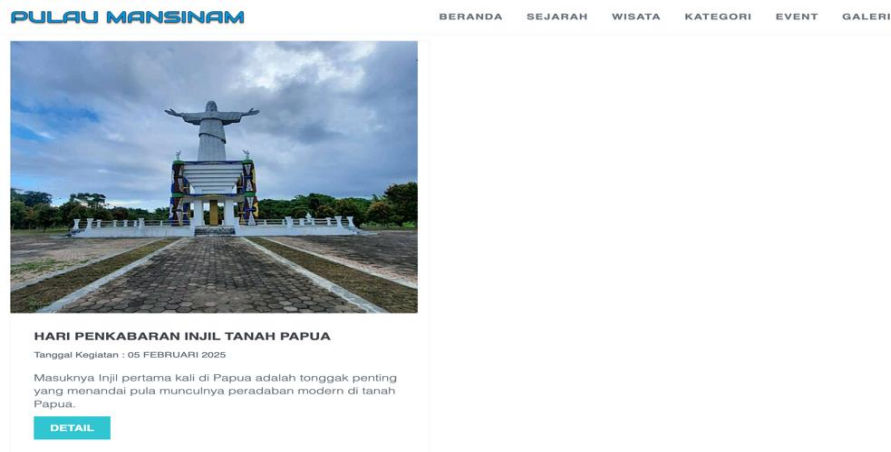 PULAU MANSINAM
BERANDA SEJARAH WISATA KATEGORI EVENT GALERI
HARI PENKABARAN INJIL TANAH PAPUA
Tanggal Kegiatan : 05 FEBRUARI 2025
Masuknya Injil pertama kali di Papua adalah tonggak penting
yang menandai pula munculnya peradaban modern di tanah
Papua.
DETAIL